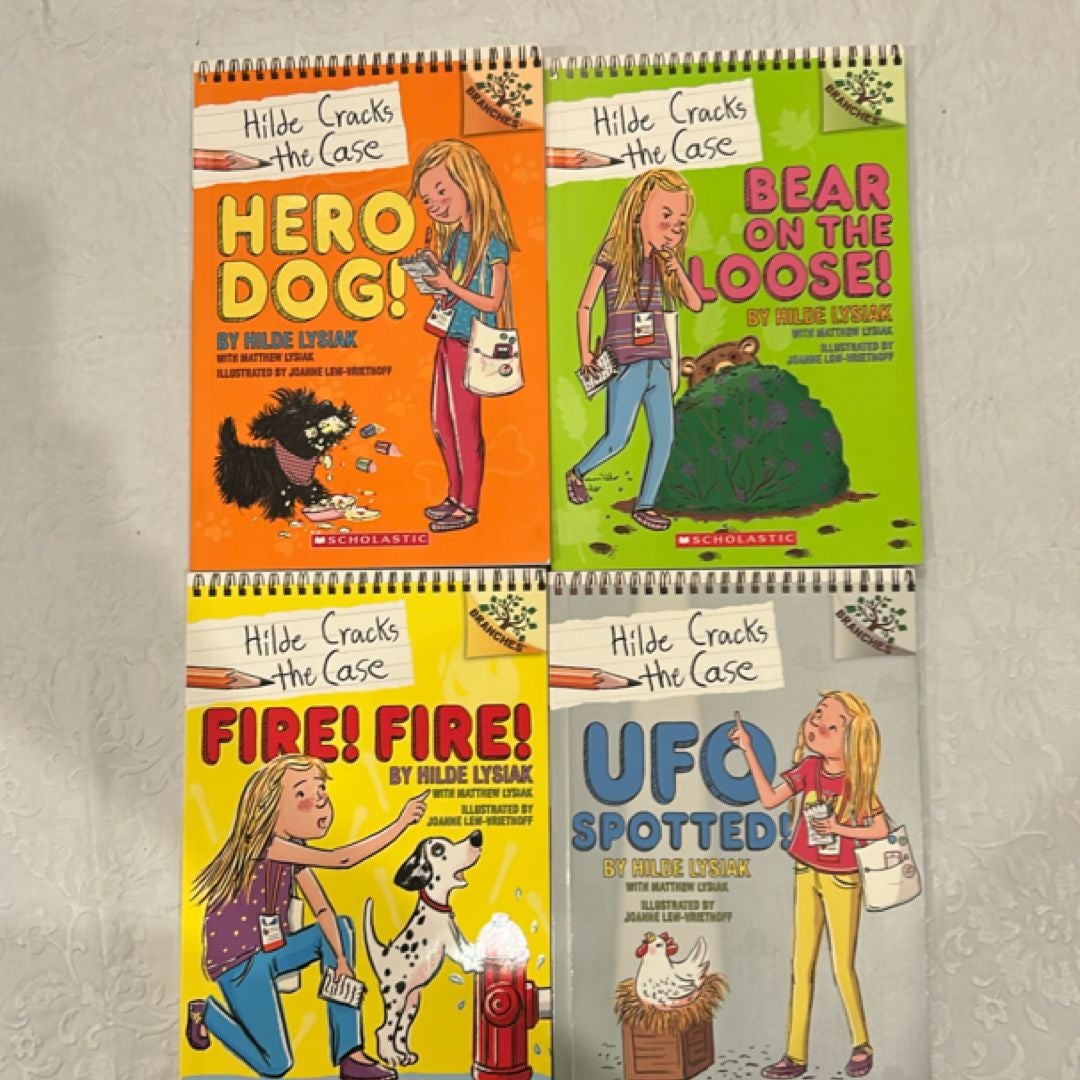 Hilde Cracks
the Case
BRANCHES
HERO
DOG!
BY HILDE LYSIAK
WITH MATTHEW LYSIAK
ILLUSTRATED BY JOANNE LEW-VRIETHOFF
SCHOLASTIC
Hilde Cracks
the Case
BRANCHES
BEAR
ON THE
LOOSE!
BY HILDE LYSIAK
WITH MATTHEW LYSIAK
ILLUSTRATED BY
JOANNE LEW-VRIETHOFF
SCHOLASTIC
Hilde Cracks
the Case
BRANCHES
FIRE! FIRE!
BY HILDE LYSIAK
WITH MATTHEW LYSIAK
ILLUSTRATED BY
JOANNE LEW-VRIETHOFF
Hilde Cracks
the Case
BRANCHES
UFO
SPOTTED!
BY HILDE LYSIAK
WITH MATTHEW LYSIAK
ILLUSTRATED BY
JOANNE LEW-VRIETHOFF